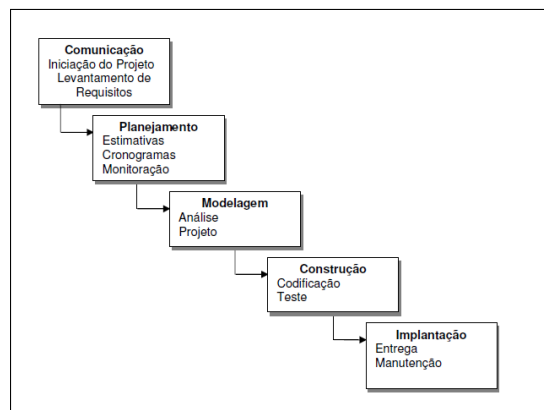 Comunicação
Iniciação do Projeto
Levantamento de
Requisitos
Planejamento
Estimativas
Cronogramas
Monitoração
Modelagem
Análise
Projeto
Construção
Codificação
Teste
Implantação
Entrega
Manutenção